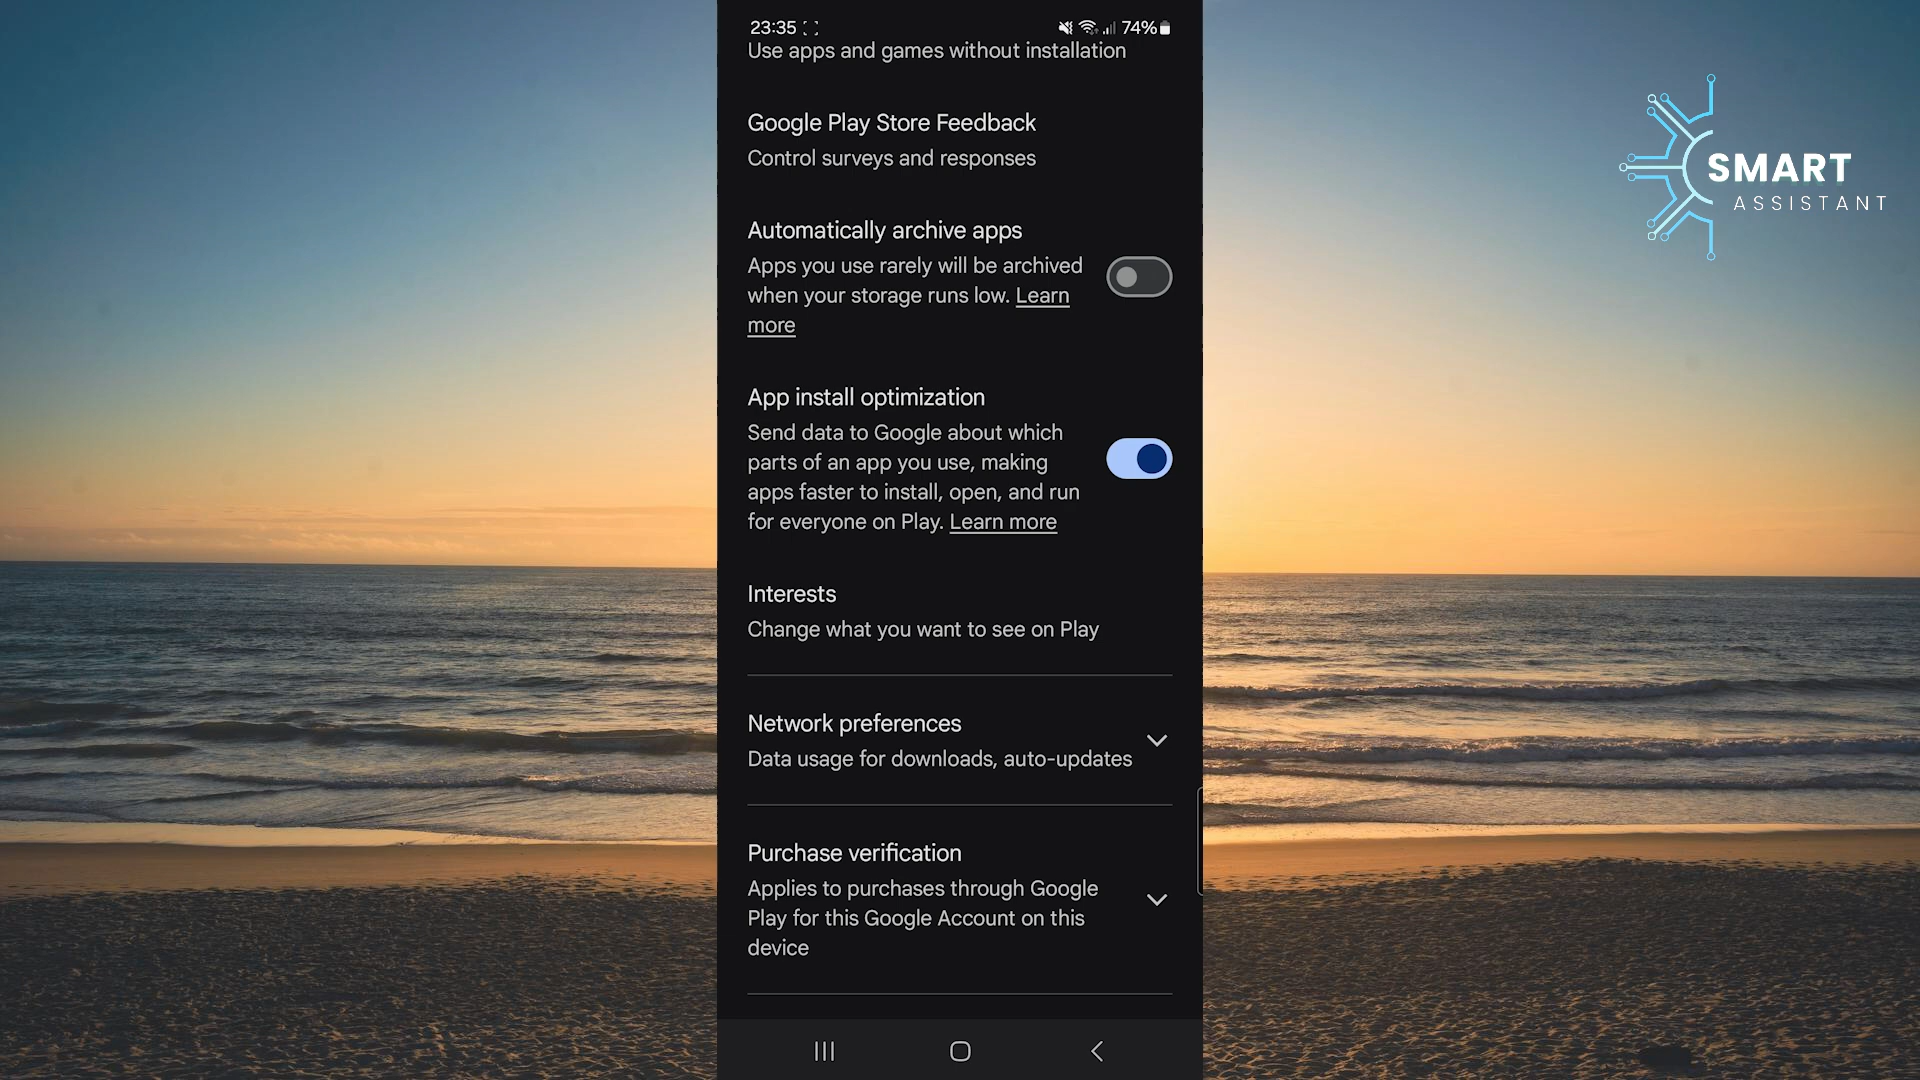 23:35
74%
Use apps and games without installation
Google Play Store Feedback
Control surveys and responses
Automatically archive apps
Apps you use rarely will be archived
when your storage runs low. Learn
more
App install optimization
Send data to Google about which
parts of an app you use, making
apps faster to install, open, and run
for everyone on Play. Learn more
Interests
Change what you want to see on Play
Network preferences
Data usage for downloads, auto-updates
Purchase verification
Applies to purchases through Google
Play for this Google Account on this
device
SMART
ASSISTANT